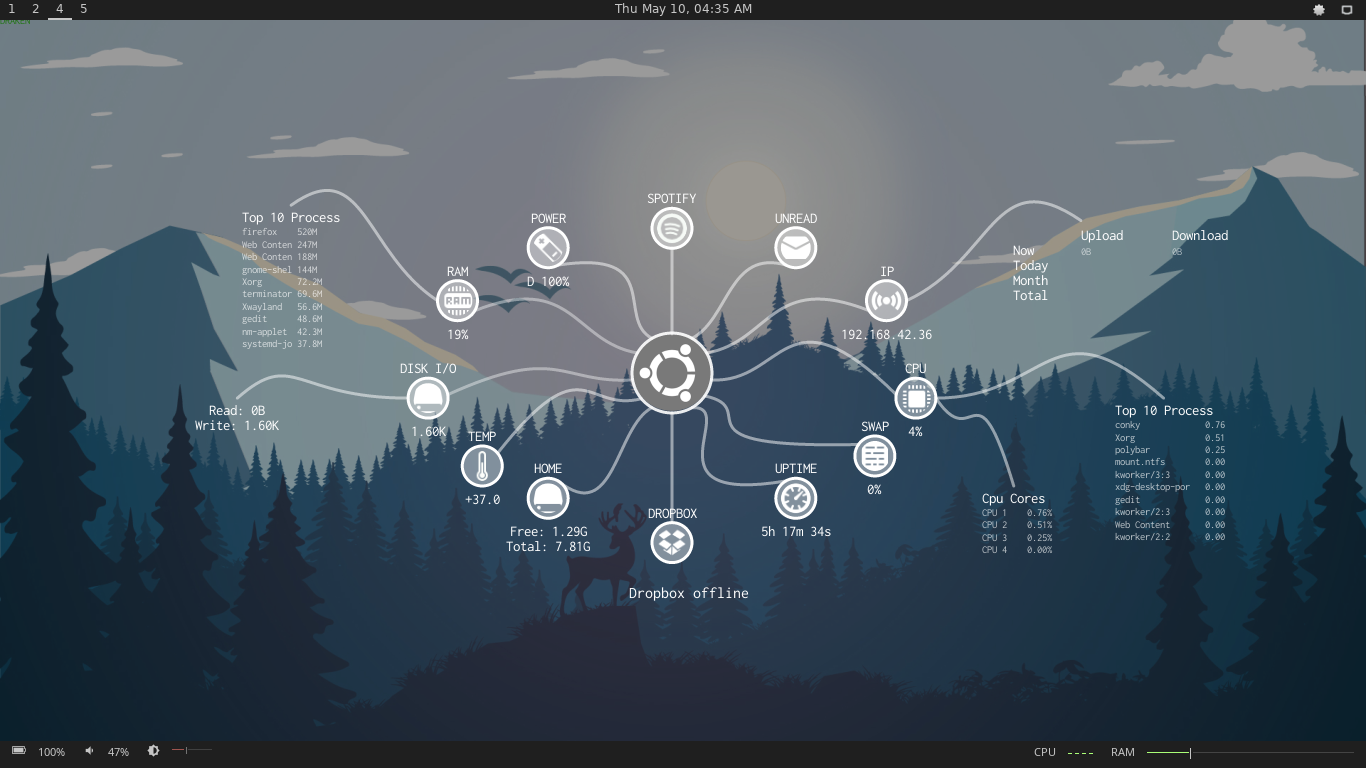 1 2 4 5
Thu May 10, 04:35 AM
SPOTIFY
POWER
D 100%
UNREAD
RAM
19%
IP
192.168.42.36
Top 10 Process
firefox 520M
Web Conten 247M
Web Conten 188M
gnome-shel 144M
Xorg 72.2M
terminator 69.6M
Xwayland 56.6M
gedit 48.6M
nm-applet 42.3M
systemd-jo 37.8M
Upload Download
0B 0B
Now
Today
Month
Total
DISK I/O
1.60K
Read: 0B
Write: 1.60K
CPU
4%
TEMP
+37.0
SWAP
0%
HOME
Free: 1.29G
Total: 7.81G
UPTIME
5h 17m 34s
DROPBOX
Dropbox offline
Cpu Cores
CPU 1 0.76%
CPU 2 0.51%
CPU 3 0.25%
CPU 4 0.00%
Top 10 Process
conky 0.76
Xorg 0.51
polybar 0.25
mount.ntfs 0.00
kworker/3:3 0.00
xdg-desktop-por 0.00
gedit 0.00
kworker/2:3 0.00
Web Content 0.00
kworker/2:2 0.00
100% 47%
CPU ---- RAM